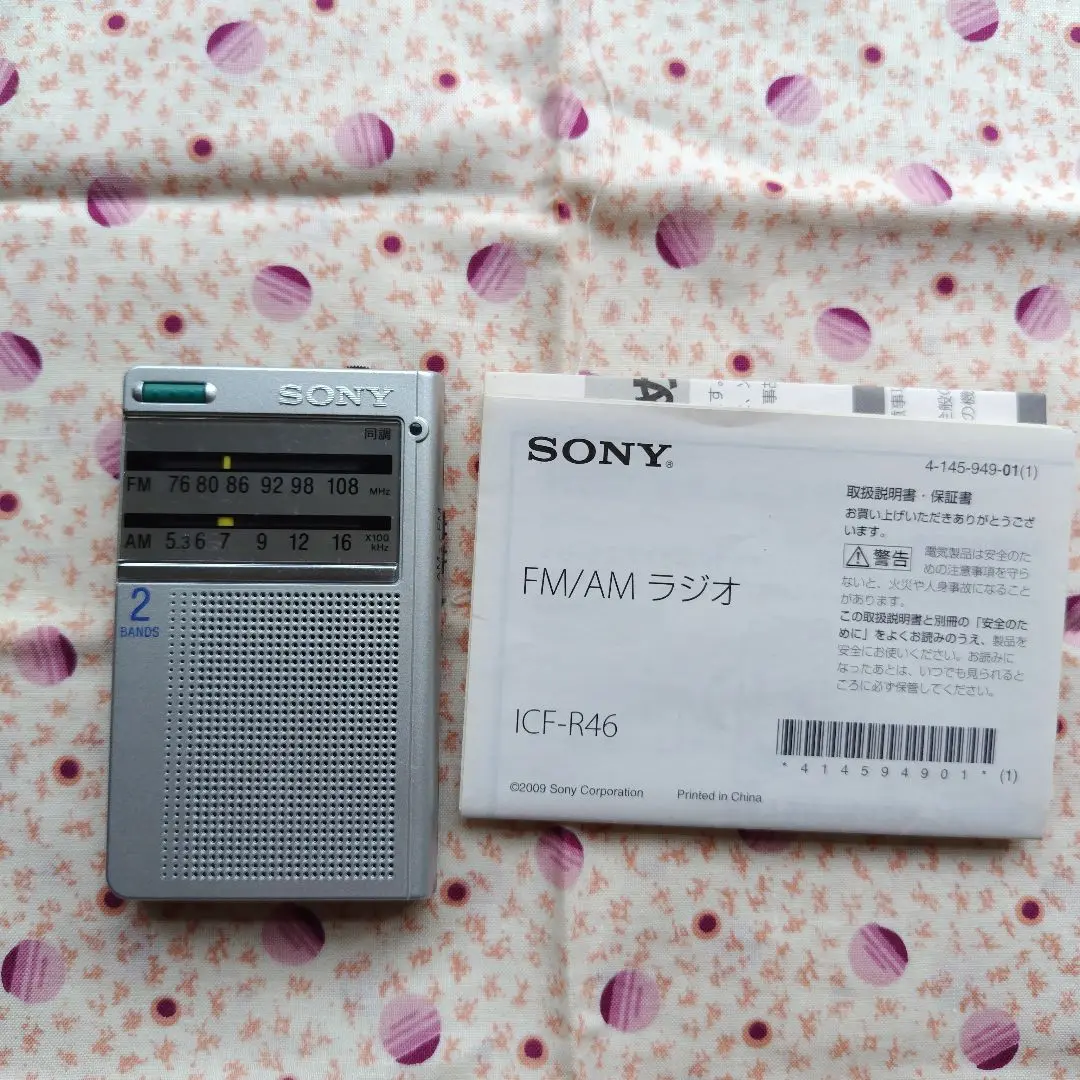 SONY
同調
FM 76 80 86 92 98 108 MHz
AM 5.3 6 7 9 12 16 X100 kHz
2
BANDS
SONY®
4-145-949-01(1)
取扱説明書・保証書
お買い上げいただきありがとうござ
います。
警告
電気製品は安全のた
めの注意事項を守ら
ないと、火災や人身事故になること
があります。
この取扱説明書と別冊の「安全のた
めに」をよくお読みのうえ、製品を
安全にお使いください。お読みに
なったあとは、いつでも見られると
ころに必ず保管してください。
FM/AM ラジオ
ICF-R46
*414594901* (1)
©2009 Sony Corporation
Printed in China